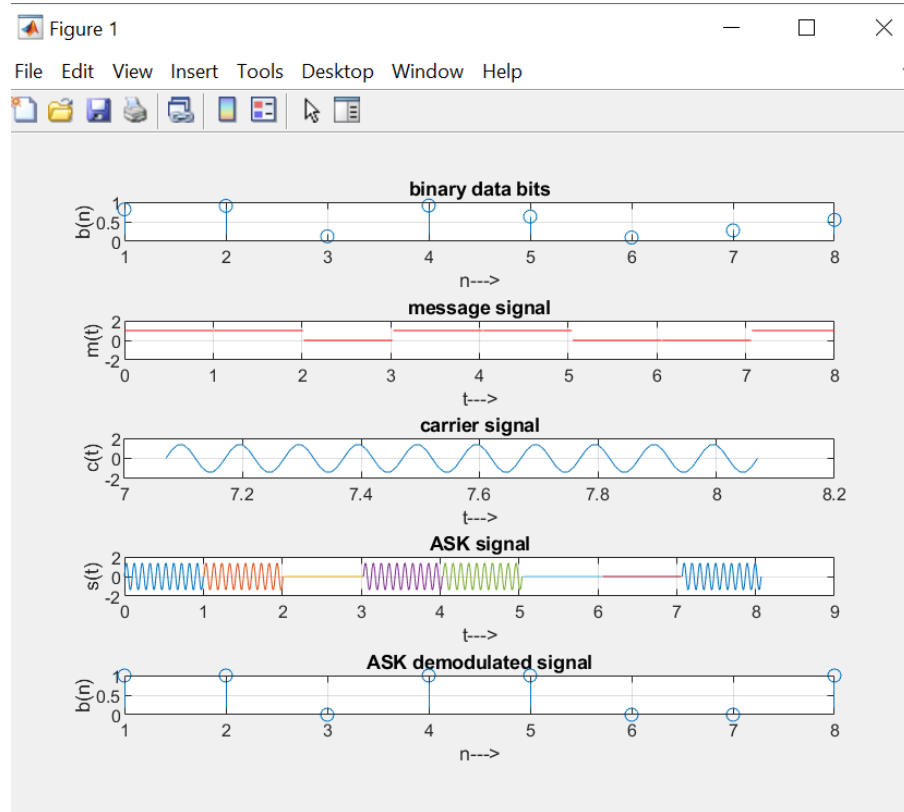 Figure 1
File Edit View Insert Tools Desktop Window Help
binary data bits
b(n)
1
0.5
0
1 2 3 4 5 6 7 8
n--->
message signal
m(t)
2
0
-2
0 1 2 3 4 5 6 7 8
t--->
carrier signal
c(t)
2
0
-2
7 7.2 7.4 7.6 7.8 8 8.2
t--->
ASK signal
s(t)
2
0
-2
0 1 2 3 4 5 6 7 8 9
t--->
ASK demodulated signal
b(n)
1
0.5
0
1 2 3 4 5 6 7 8
n--->